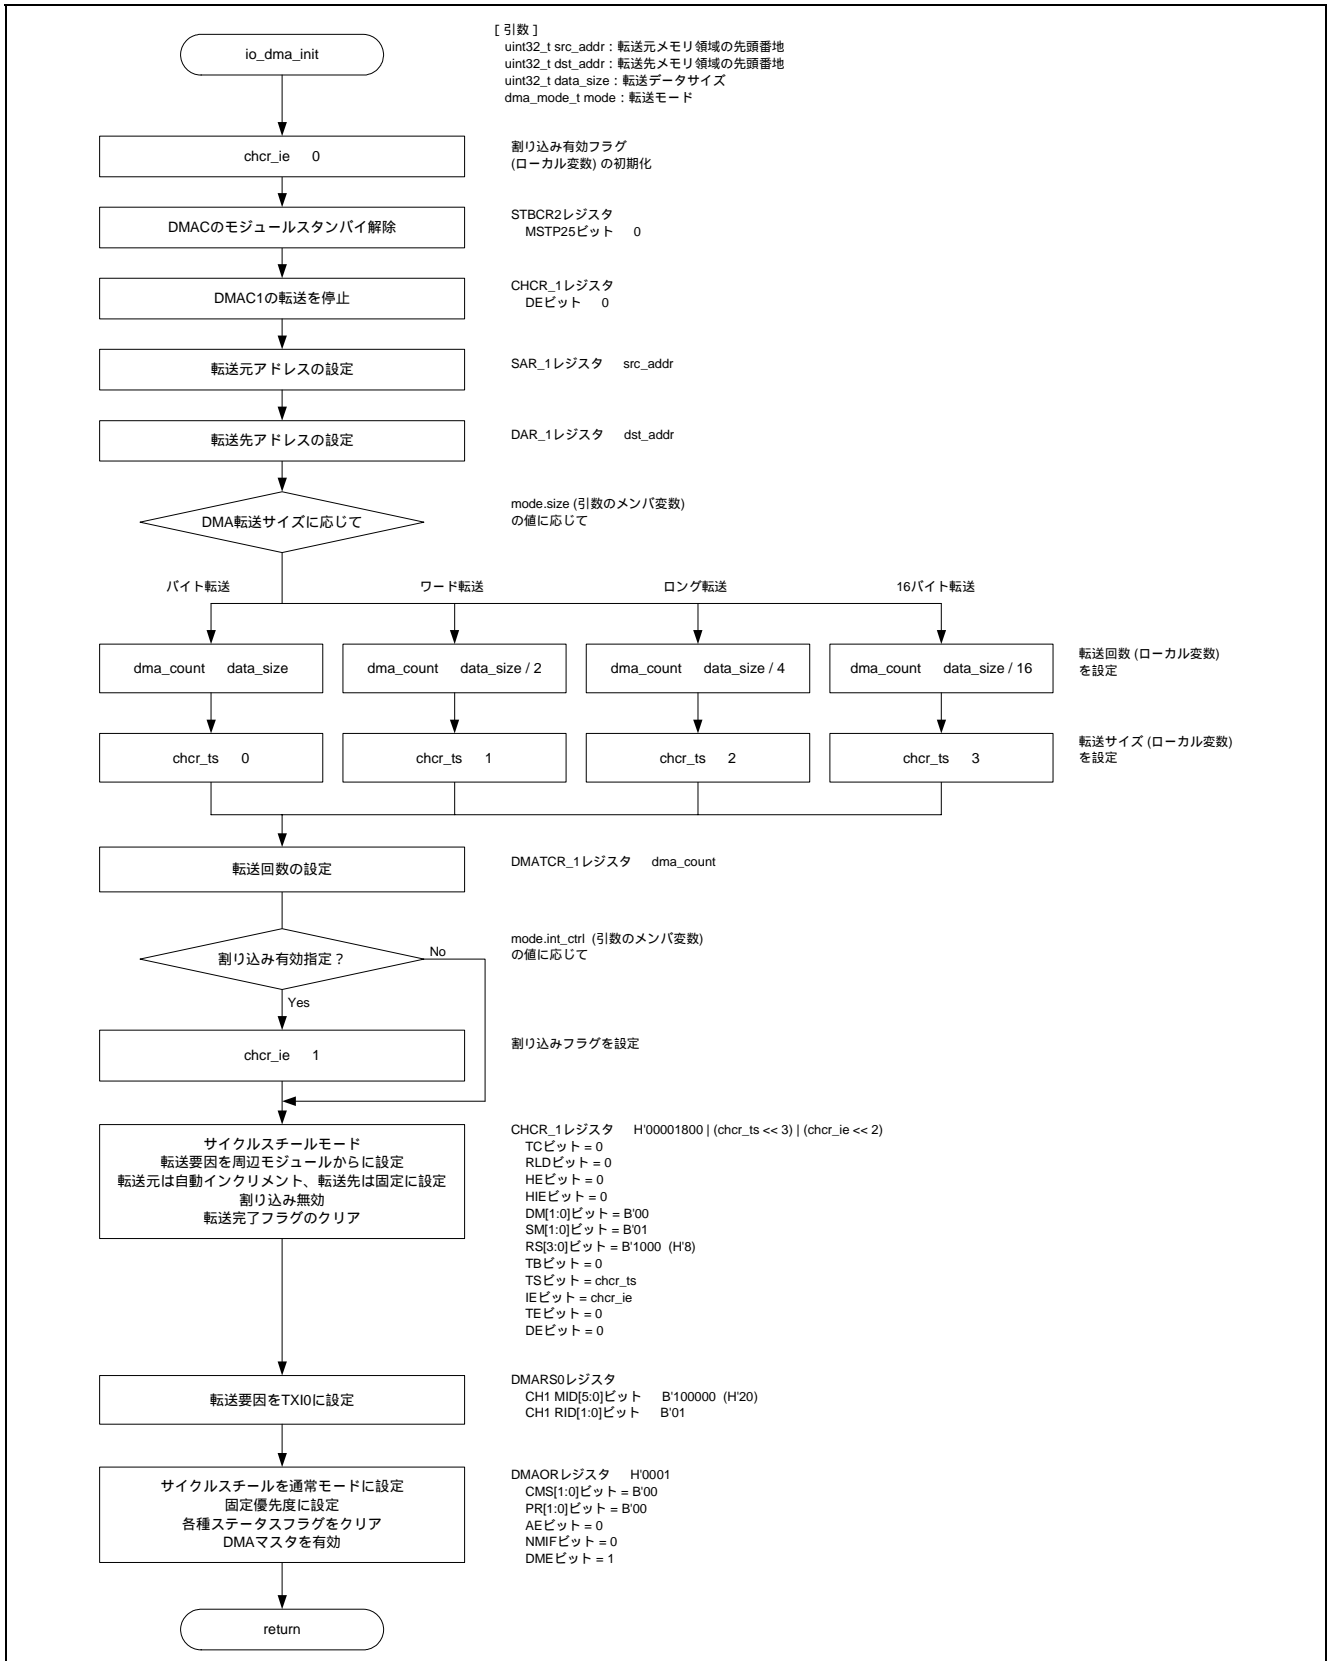 io_dma_init
[ 引数 ]
uint32_t src_addr : 転送元メモリ領域の先頭番地
uint32_t dst_addr : 転送先メモリ領域の先頭番地
uint32_t data_size : 転送データサイズ
dma_mode_t mode : 転送モード
chcr_ie 0
割り込み有効フラグ
(ローカル変数) の初期化
DMACのモジュールスタンバイ解除
STBCR2レジスタ
MSTP25ビット 0
DMAC1の転送を停止
CHCR_1レジスタ
DEビット 0
転送元アドレスの設定
SAR_1レジスタ src_addr
転送先アドレスの設定
DAR_1レジスタ dst_addr
DMA転送サイズに応じて
mode.size (引数のメンバ変数)
の値に応じて
バイト転送 ワード転送 ロング転送 16バイト転送
dma_count data_size dma_count data_size / 2 dma_count data_size / 4 dma_count data_size / 16
転送回数 (ローカル変数)
を設定
chcr_ts 0 chcr_ts 1 chcr_ts 2 chcr_ts 3
転送サイズ (ローカル変数)
を設定
転送回数の設定
DMATCR_1レジスタ dma_count
割り込み有効指定？
No
Yes
mode.int_ctrl (引数のメンバ変数)
の値に応じて
chcr_ie 1
割り込みフラグを設定
サイクルスチールモード
転送要因を周辺モジュールからに設定
転送元は自動インクリメント、転送先は固定に設定
割り込み無効
転送完了フラグのクリア
CHCR_1レジスタ H'00001800 | (chcr_ts << 3) | (chcr_ie << 2)
TCビット = 0
RLDビット = 0
HEビット = 0
HIEビット = 0
DM[1:0]ビット = B'00
SM[1:0]ビット = B'01
RS[3:0]ビット = B'1000 (H'8)
TBビット = 0
TSビット = chcr_ts
IEビット = chcr_ie
TEビット = 0
DEビット = 0
転送要因をTXI0に設定
DMARS0レジスタ
CH1 MID[5:0]ビット B'100000 (H'20)
CH1 RID[1:0]ビット B'01
サイクルスチールを通常モードに設定
固定優先度に設定
各種ステータスフラグをクリア
DMAマスタを有効
DMAORレジスタ H'0001
CMS[1:0]ビット = B'00
PR[1:0]ビット = B'00
AEビット = 0
NMIFビット = 0
DMEビット = 1
return